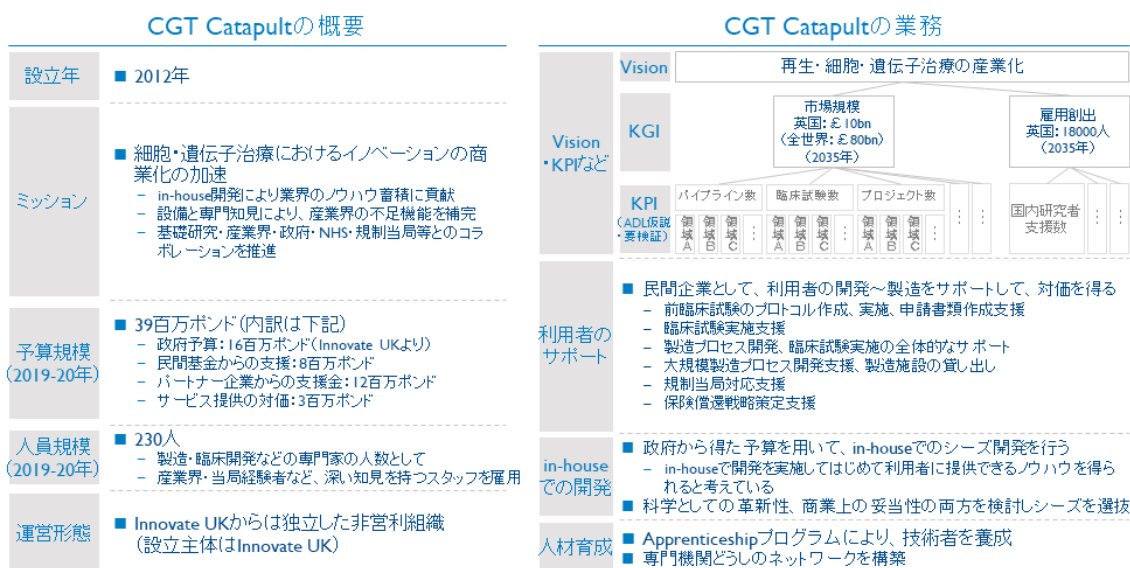 CGT Catapultの概要
設立年
■ 2012年
ミッション
■ 細胞・遺伝子治療におけるイノベーションの商
業化の加速
– in-house開発により業界のノウハウ蓄積に貢献
– 設備と専門知見により、産業界の不足機能を補完
– 基礎研究・産業界・政府・NHS・規制当局等とのコラ
ボレーションを推進
予算規模
(2019-20年)
■ 39百万ポンド(内訳は下記)
– 政府予算:16百万ポンド(Innovate UKより)
– 民間基金からの支援:8百万ポンド
– パートナー企業からの支援金:12百万ポンド
– サービス提供の対価:3百万ポンド
人員規模
(2019-20年)
■ 230人
– 製造・臨床開発などの専門家の人数として
– 産業界・当局経験者など、深い知見を持つスタッフを雇用
運営形態
■ Innovate UKからは独立した非営利組織
(設立主体はInnovate UK)
CGT Catapultの業務
Vision
・KPIなど
Vision
再生・細胞・遺伝子治療の産業化
KGI
市場規模
英国:£10bn
(全世界:£80bn)
(2035年)
雇用創出
英国:18000人
(2035年)
KPI
(ADL仮説
・要検証)
パイプライン数
領域A
領域B
領域C
:
臨床試験数
領域A
領域B
領域C
:
プロジェクト数
領域A
領域B
領域C
:
:
:
国内研究者
支援数
:
:
利用者の
サポート
■ 民間企業として、利用者の開発～製造をサポートして、対価を得る
– 前臨床試験のプロトコル作成、実施、申請書類作成支援
– 臨床試験実施支援
– 製造プロセス開発、臨床試験実施の全体的なサポート
– 大規模製造プロセス開発支援、製造施設の貸し出し
– 規制当局対応支援
– 保険償還戦略策定支援
in-house
での開発
■ 政府から得た予算を用いて、in-houseでのシーズ開発を行う
– in-houseで開発を実施してはじめて利用者に提供できるノウハウを得ら
れると考えている
■ 科学としての革新性、商業上の妥当性の両方を検討しシーズを選抜
人材育成
■ Apprenticeshipプログラムにより、技術者を養成
■ 専門機関どうしのネットワークを構築